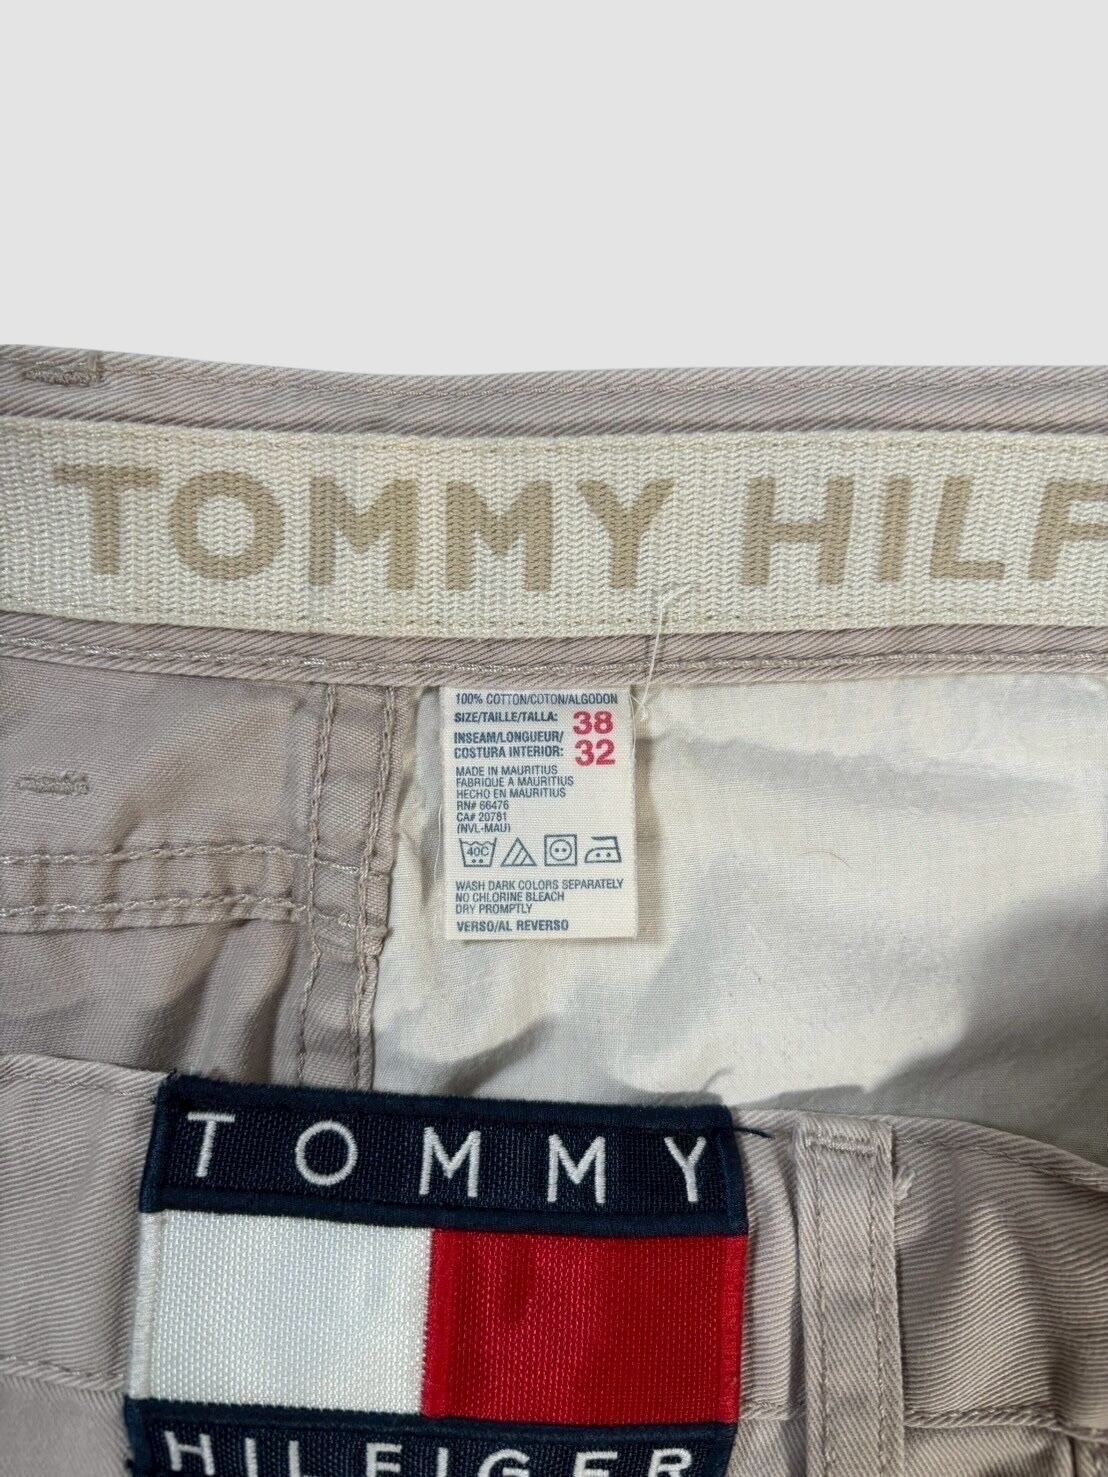 TOMMY HILF
100% COTTON/COTON/ALGODON
SIZE/TAILLE/TALLA: 38
INSEAM/LONGUEUR/
COSTURA INTERIOR: 32
MADE IN MAURITIUS
FABRIQUE A MAURITIUS
HECHO EN MAURITIUS
RN# 66476
CA# 20781
(NVL-MAU)
40C
WASH DARK COLORS SEPARATELY
NO CHLORINE BLEACH
DRY PROMPTLY
VERSO/AL REVERSO
TOMMY
HILFIGER